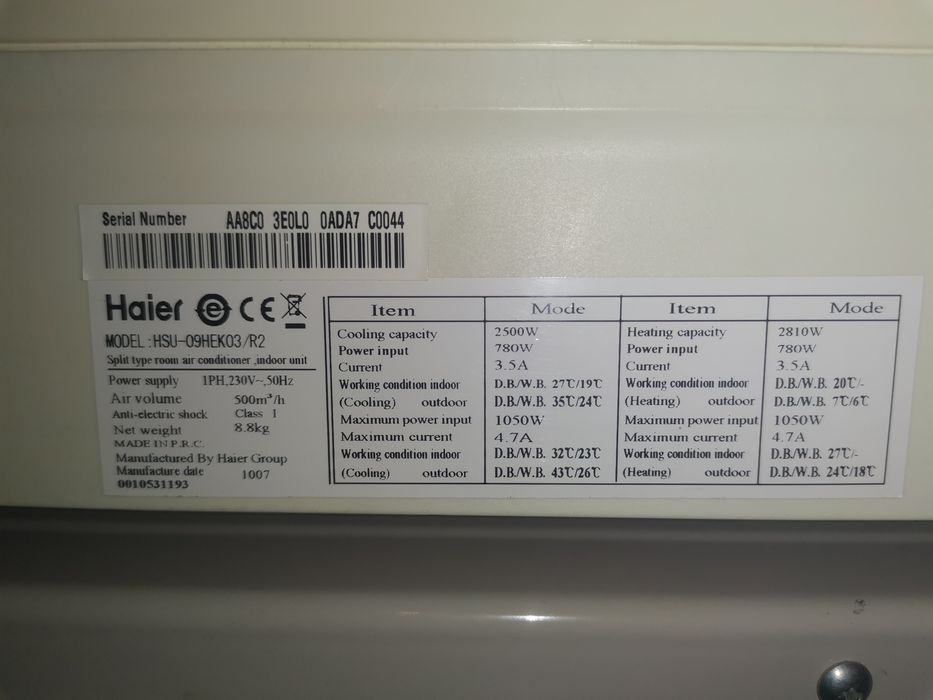 Serial Number AA8C0 3E0L0 0ADA7 C0044
Haier e CE
MODEL :HSU-09HEK03/R2
Split type room air conditioner ,indoor unit
Power supply 1PH,230V~,50Hz
Air volume 500m³/h
Anti-electric shock Class I
Net weight 8.8kg
MADE IN P.R.C.
Manufactured By Haier Group
Manufacture date 1007
0010531193
Item Mode Item Mode
Cooling capacity 2500W Heating capacity 2810W
Power input 780W Power input 780W
Current 3.5A Current 3.5A
Working condition indoor D.B./W.B. 27℃/19℃ Working condition indoor D.B./W.B. 20℃/-
(Cooling) outdoor D.B./W.B. 35℃/24℃ (Heating) outdoor D.B./W.B. 7℃/6℃
Maximum power input 1050W Maximum power input 1050W
Maximum current 4.7A Maximum current 4.7A
Working condition indoor D.B./W.B. 32℃/23℃ Working condition indoor D.B./W.B. 27℃/-
(Cooling) outdoor D.B./W.B. 43℃/26℃ (Heating) outdoor D.B./W.B. 24℃/18℃